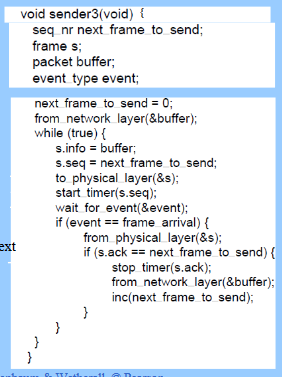 void sender3(void) {
seq_nr next_frame_to_send;
frame s;
packet buffer;
event_type event;
next_frame_to_send = 0;
from_network_layer(&buffer);
while (true) {
s.info = buffer;
s.seq = next_frame_to_send;
to_physical_layer(&s);
start_timer(s.seq);
wait_for_event(&event);
if (event == frame_arrival) {
from_physical_layer(&s);
ext
if (s.ack == next_frame_to_send) {
stop_timer(s.ack);
from_network_layer(&buffer);
inc(next_frame_to_send);
}
}
}
}
& Wetherall, © Pearson